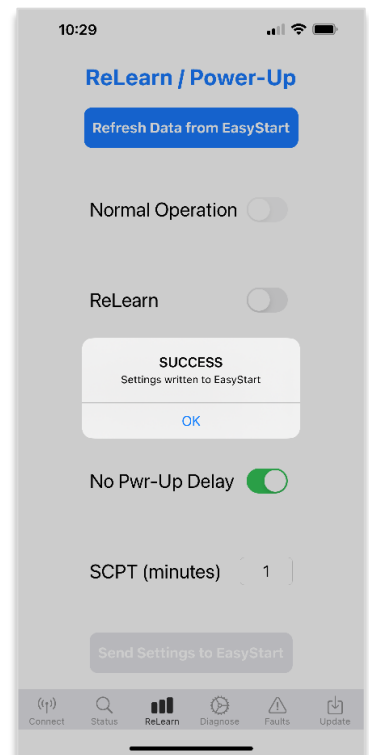 10:29
ReLearn / Power-Up
Refresh Data from EasyStart
Normal Operation
ReLearn
SUCCESS
Settings written to EasyStart
OK
No Pwr-Up Delay
SCPT (minutes) 1
Send Settings to EasyStart
Connect Status ReLearn Diagnose Faults Update